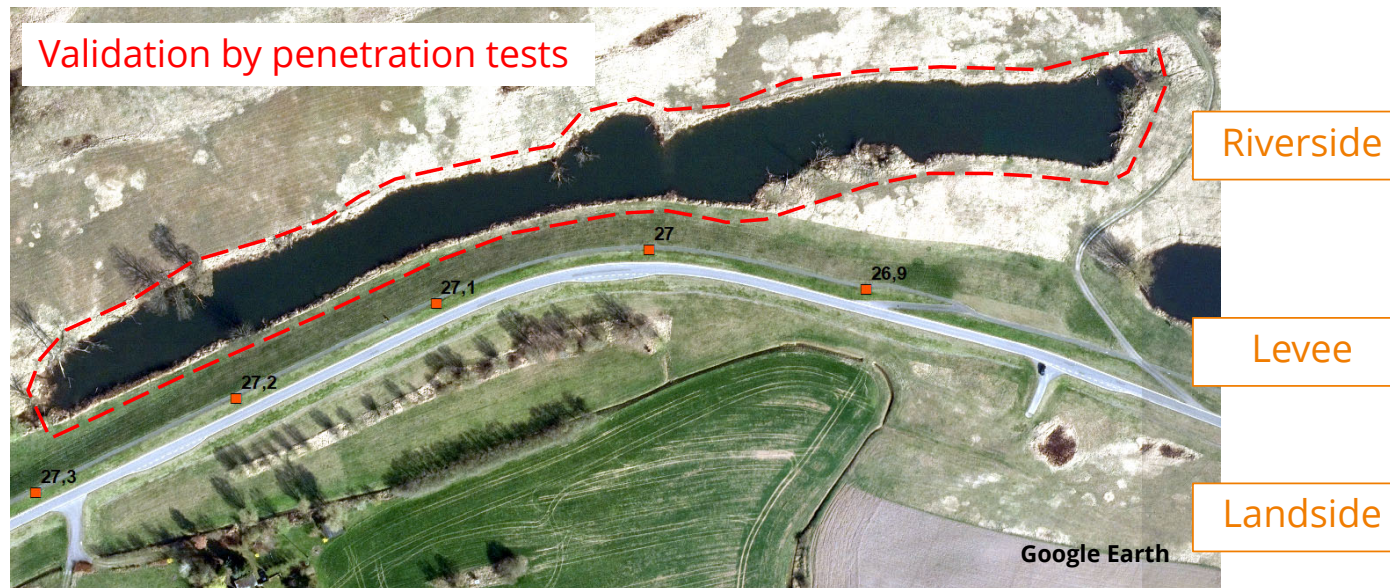 Validation by penetration tests
Riverside
27
26,9
27,1
Levee
27,2
27,3
Landside
Google Earth